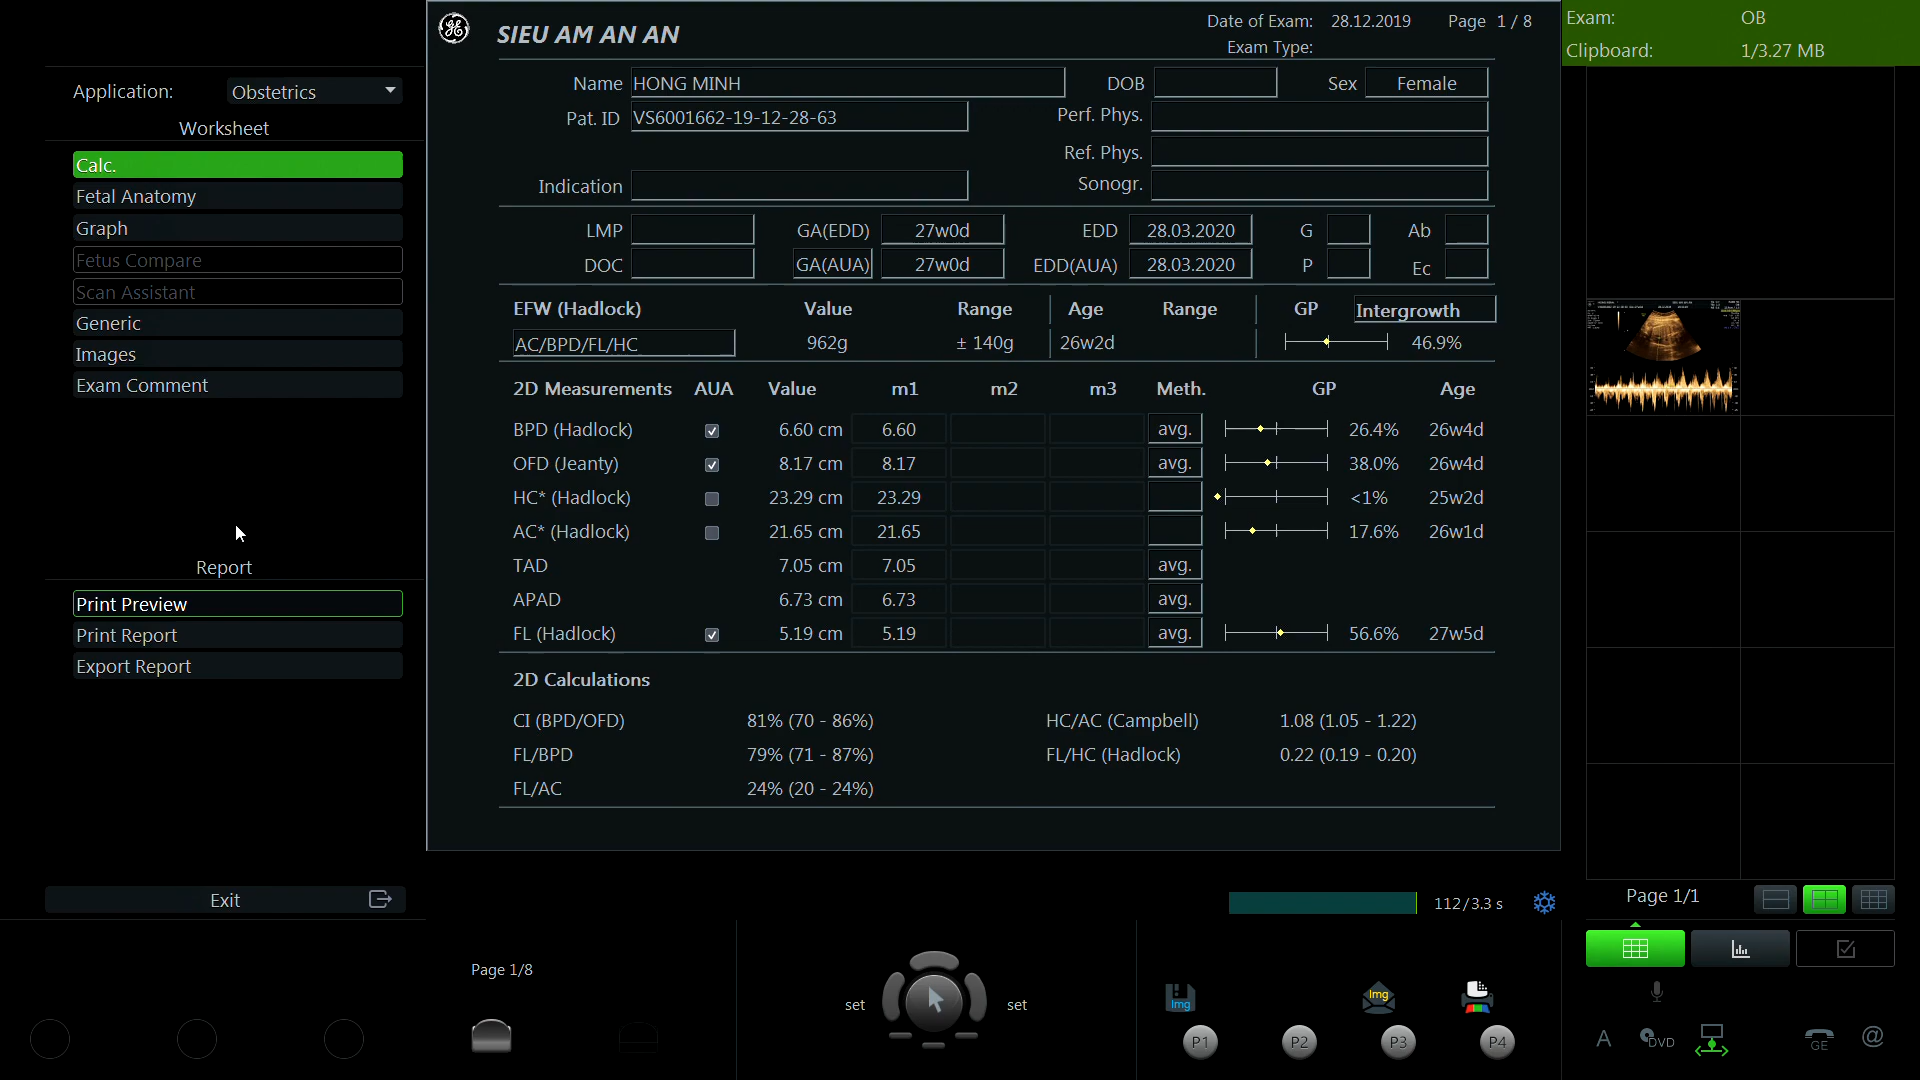 SIEU AM AN AN
Date of Exam: 28.12.2019 Page 1 / 8
Exam Type:
Exam: OB
Clipboard: 1/3.27 MB
Application: Obstetrics
Worksheet
Calc.
Fetal Anatomy
Graph
Fetus Compare
Scan Assistant
Generic
Images
Exam Comment
Report
Print Preview
Print Report
Export Report
Exit
Name HONG MINH DOB Sex Female
Pat. ID VS6001662-19-12-28-63 Perf. Phys.
Ref. Phys.
Indication Sonogr.
LMP GA(EDD) 27w0d EDD 28.03.2020 G Ab
DOC GA(AUA) 27w0d EDD(AUA) 28.03.2020 P Ec
EFW (Hadlock) Value Range Age Range GP Intergrowth
AC/BPD/FL/HC 962g ± 140g 26w2d 46.9%
2D Measurements AUA Value m1 m2 m3 Meth. GP Age
BPD (Hadlock) 6.60 cm 6.60 avg. 26.4% 26w4d
OFD (Jeanty) 8.17 cm 8.17 avg. 38.0% 26w4d
HC* (Hadlock) 23.29 cm 23.29 <1% 25w2d
AC* (Hadlock) 21.65 cm 21.65 17.6% 26w1d
TAD 7.05 cm 7.05 avg.
APAD 6.73 cm 6.73 avg.
FL (Hadlock) 5.19 cm 5.19 avg. 56.6% 27w5d
2D Calculations
CI (BPD/OFD) 81% (70 - 86%) HC/AC (Campbell) 1.08 (1.05 - 1.22)
FL/BPD 79% (71 - 87%) FL/HC (Hadlock) 0.22 (0.19 - 0.20)
FL/AC 24% (20 - 24%)
112/3.3 s
Page 1/1
Page 1/8
set set
Img Img
P1 P2 P3 P4
A DVD GE @